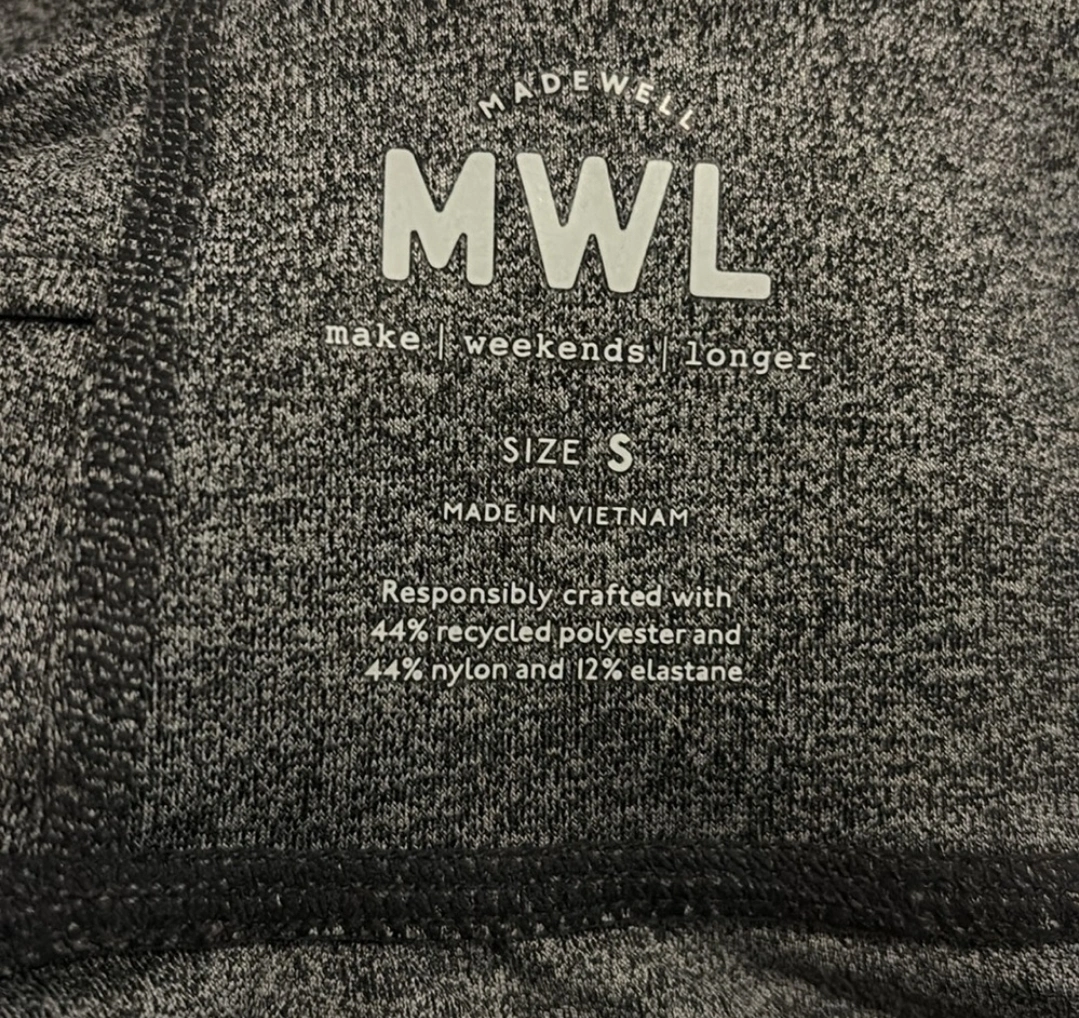 MADEWELL
MWL
make | weekends | longer
SIZE S
MADE IN VIETNAM
Responsibly crafted with
44% recycled polyester and
44% nylon and 12% elastane